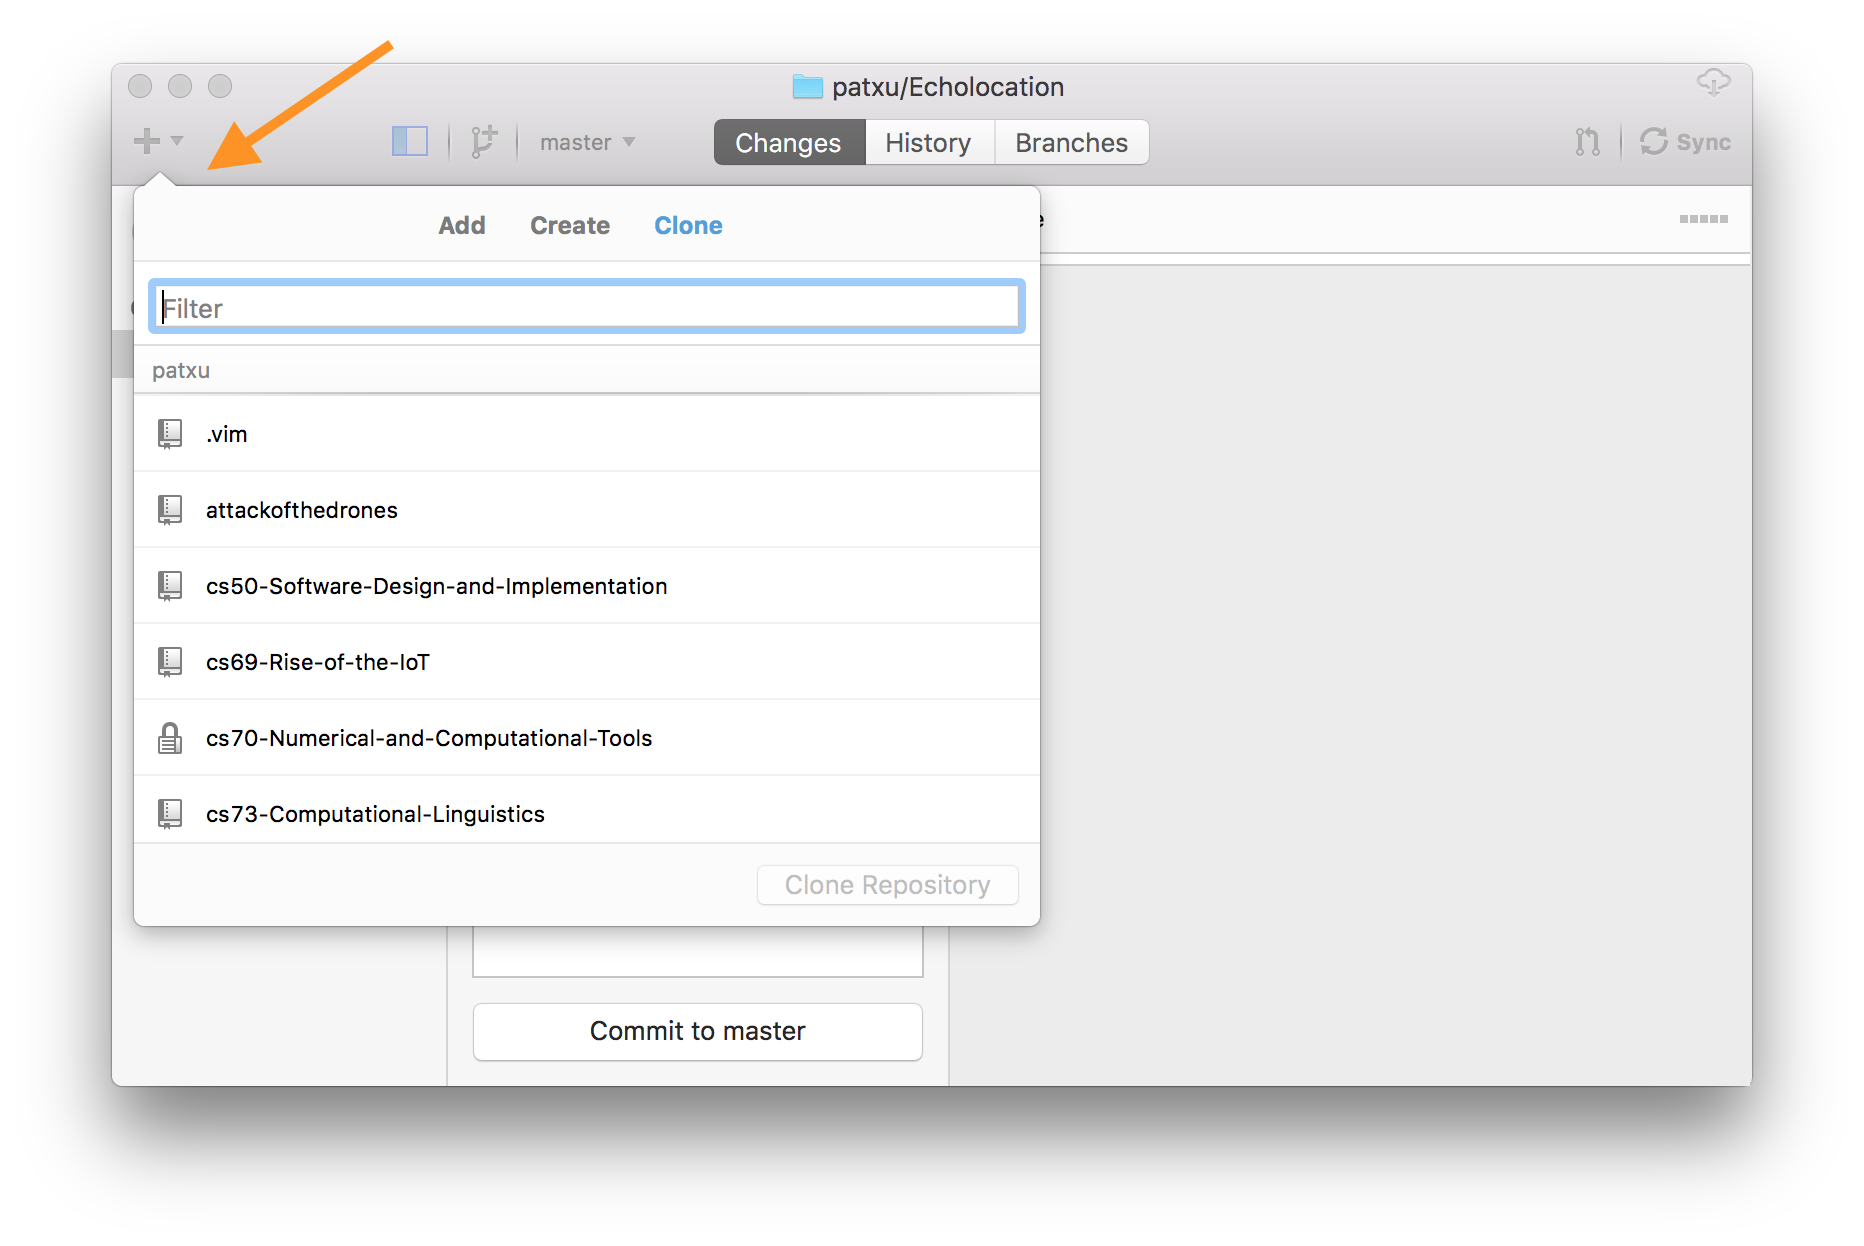 patxu/Echolocation
master
Changes
History
Branches
Sync
Add
Create
Clone
Filter
patxu
.vim
attackofthedrones
cs50-Software-Design-and-Implementation
cs69-Rise-of-the-IoT
cs70-Numerical-and-Computational-Tools
cs73-Computational-Linguistics
Clone Repository
Commit to master